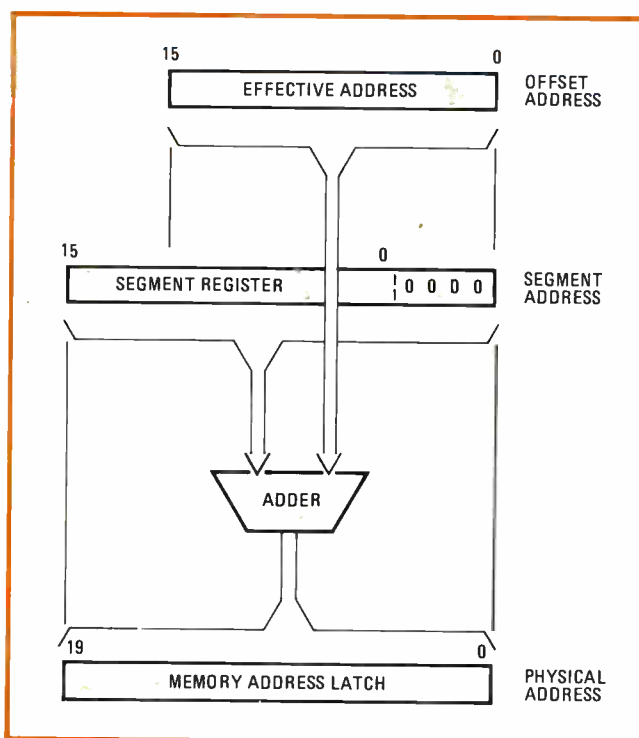 15 0
EFFECTIVE ADDRESS
OFFSET
ADDRESS
15 0
SEGMENT REGISTER 0 0 0 0
SEGMENT
ADDRESS
ADDER
19 0
MEMORY ADDRESS LATCH
PHYSICAL
ADDRESS